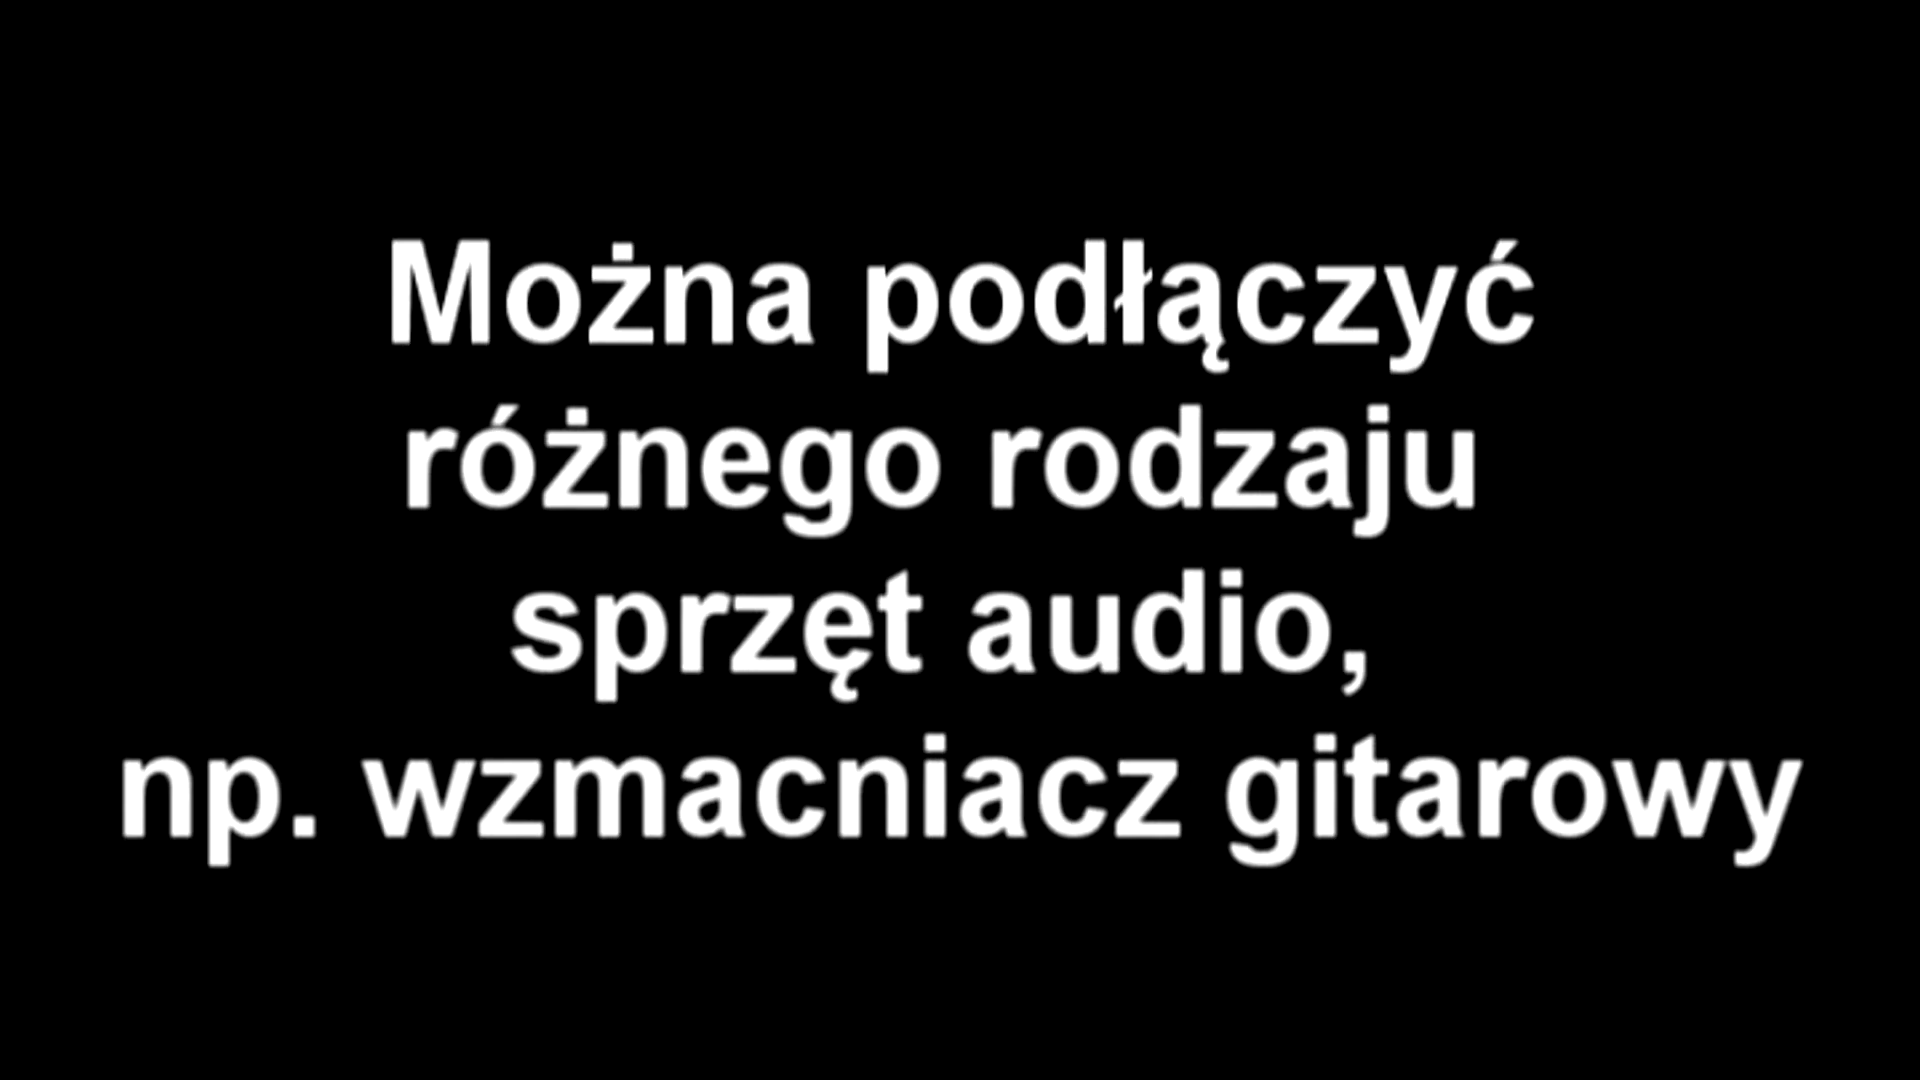 Można podłączyć
różnego rodzaju
sprzęt audio,
np. wzmacniacz gitarowy